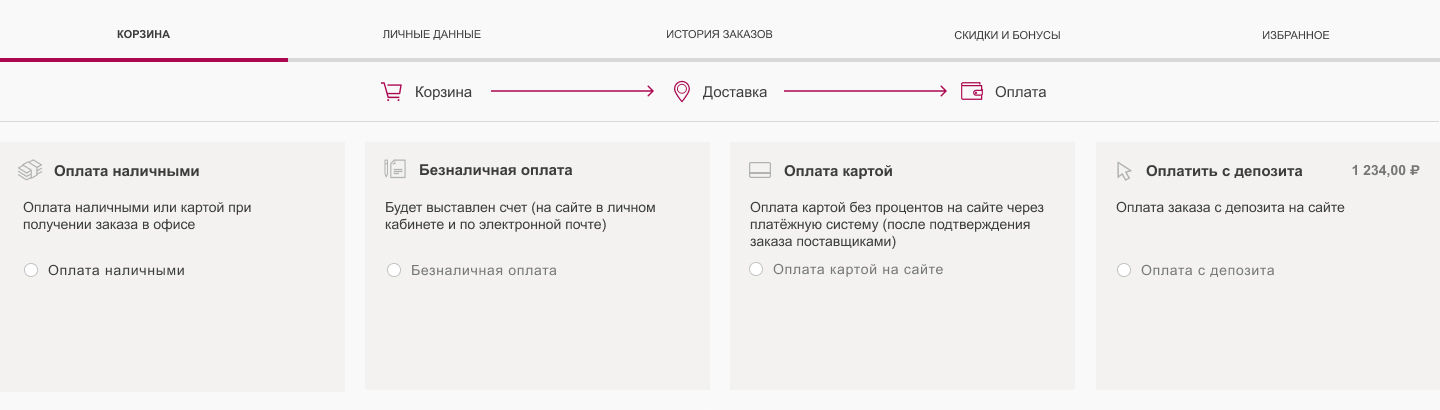 КОРЗИНА
ЛИЧНЫЕ ДАННЫЕ
ИСТОРИЯ ЗАКАЗОВ
СКИДКИ И БОНУСЫ
ИЗБРАННОЕ
Корзина
Доставка
Оплата
Оплата наличными
Оплата наличными или картой при
получении заказа в офисе
Оплата наличными
Безналичная оплата
Будет выставлен счет (на сайте в личном
кабинете и по электронной почте)
Безналичная оплата
Оплата картой
Оплата картой без процентов на сайте через
платёжную систему (после подтверждения
заказа поставщиками)
Оплата картой на сайте
Оплатить с депозита
1 234,00 ₽
Оплата заказа с депозита на сайте
Оплата с депозита